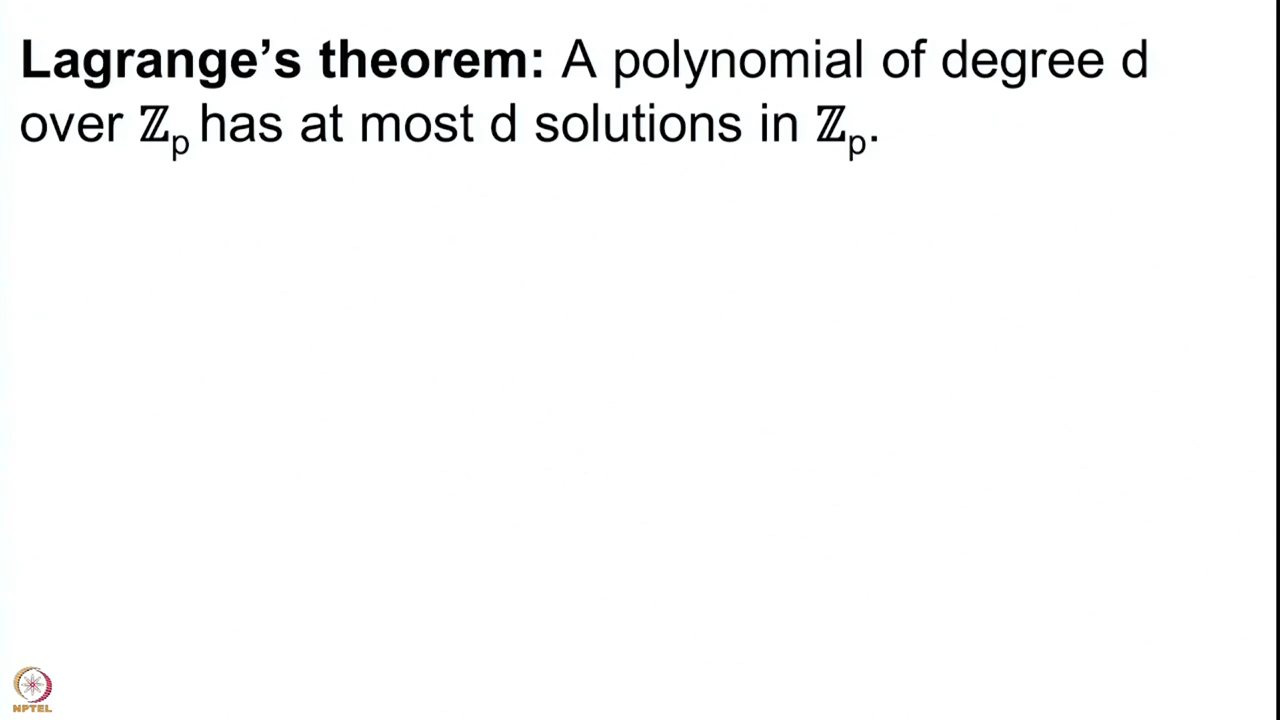 Lagrange’s theorem: A polynomial of degree d
over ℤₚ has at most d solutions in ℤₚ.
NPTEL